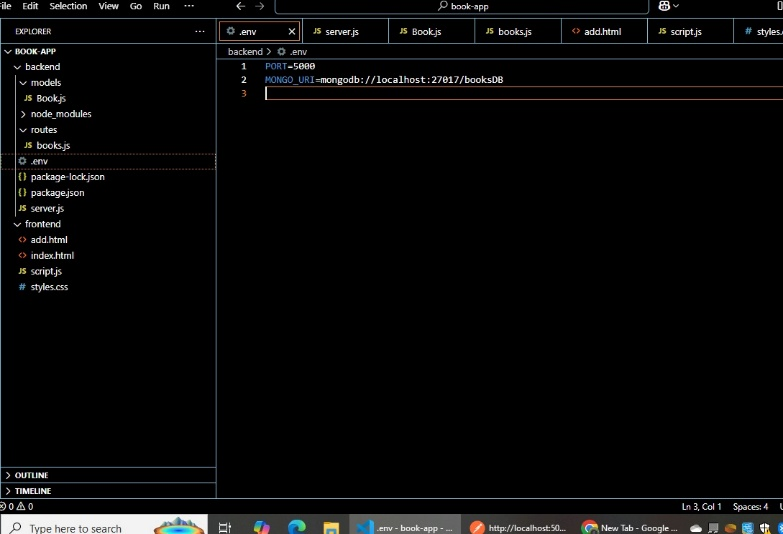 File Edit Selection View Go Run ··· ← → book-app
EXPLORER ···
.env × JS server.js JS Book.js JS books.js <> add.html JS script.js # styles.
BOOK-APP
backend > .env
backend
1 PORT=5000
models
2 MONGO_URI=mongodb://localhost:27017/booksDB
JS Book.js
3
> node_modules
routes
JS books.js
.env
{} package-lock.json
{} package.json
JS server.js
frontend
<> add.html
<> index.html
JS script.js
# styles.css
> OUTLINE
> TIMELINE
0 0 Ln 3, Col 1 Spaces: 4
Type here to search .env - book-app - ... http://localhost:50... New Tab - Google ...